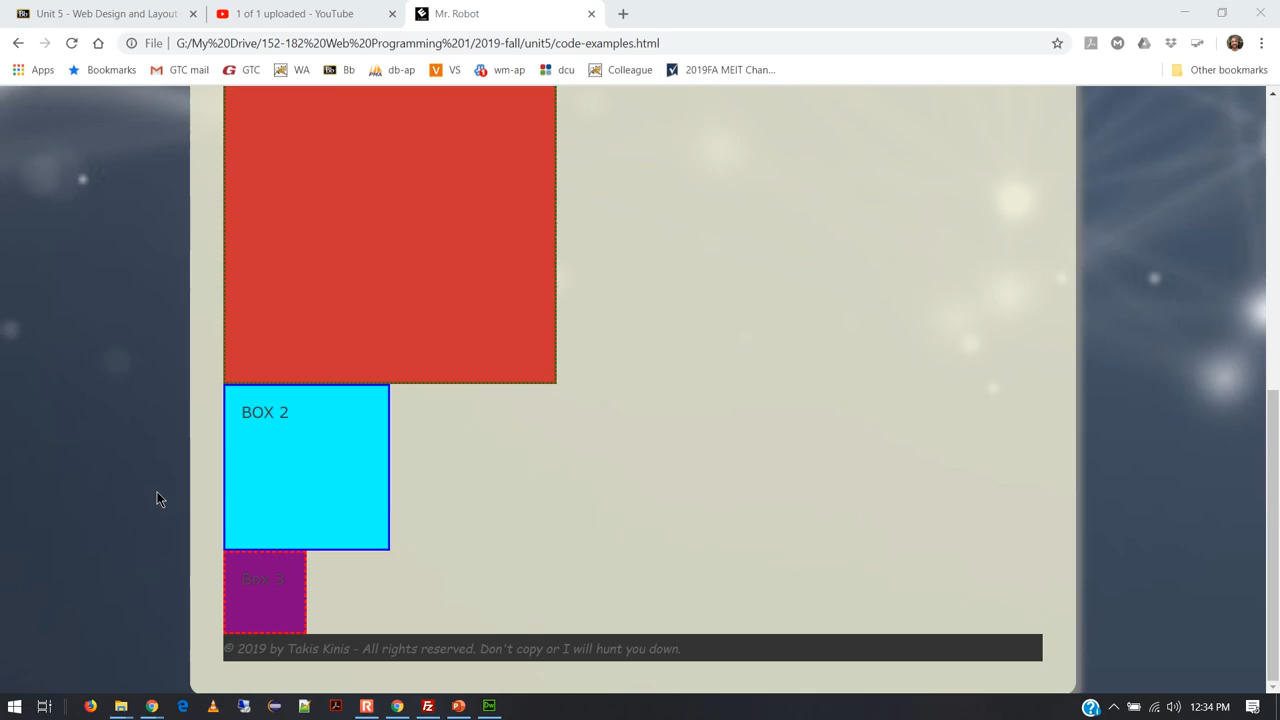 Unit 5 - Web Design and Layout
1 of 1 uploaded - YouTube
Mr. Robot
File
G:/My%20Drive/152-182%20Web%20Programming%201/2019-fall/unit5/code-examples.html
Apps
Bookmarks
GTC mail
GTC
WA
Bb
db-ap
VS
wm-ap
dcu
Colleague
2019FA MEIT Chan...
Other bookmarks
BOX 2
Box 3
© 2019 by Takis Kinis - All rights reserved. Don't copy or I will hunt you down.
12:34 PM